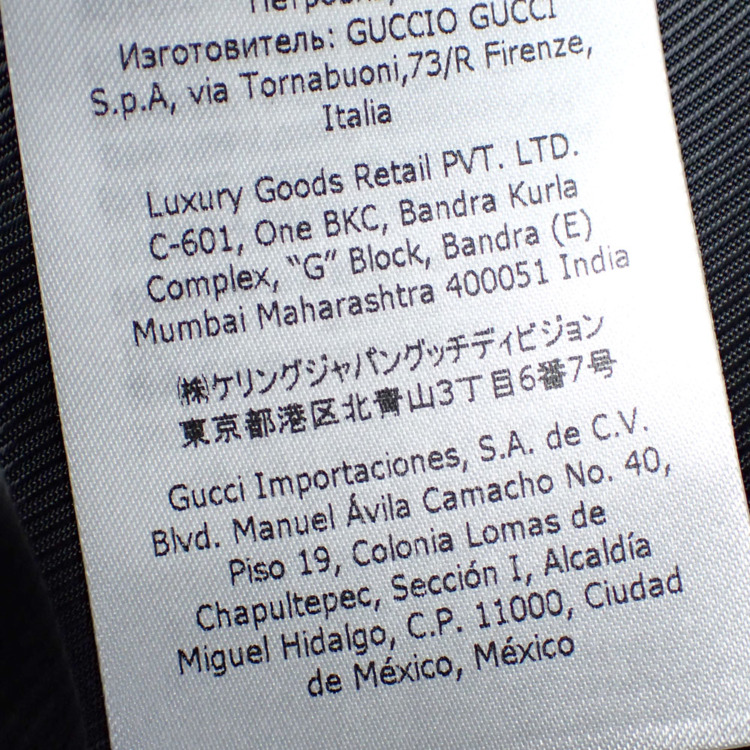 Изготовитель: GUCCIO GUCCI
S.p.A, via Tornabuoni,73/R Firenze,
Italia
Luxury Goods Retail PVT. LTD.
C-601, One BKC, Bandra Kurla
Complex, “G” Block, Bandra (E)
Mumbai Maharashtra 400051 India
㈱ケリングジャパングッチディビジョン
東京都港区北青山3丁目6番7号
Gucci Importaciones, S.A. de C.V.
Blvd. Manuel Ávila Camacho No. 40,
Piso 19, Colonia Lomas de
Chapultepec, Sección I, Alcaldía
Miguel Hidalgo, C.P. 11000, Ciudad
de México, México